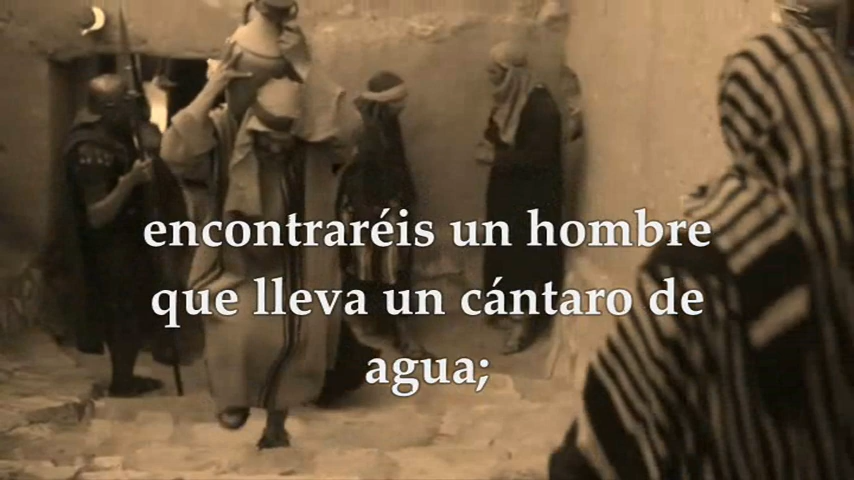 encontraréis un hombre
que lleva un cántaro de
agua;